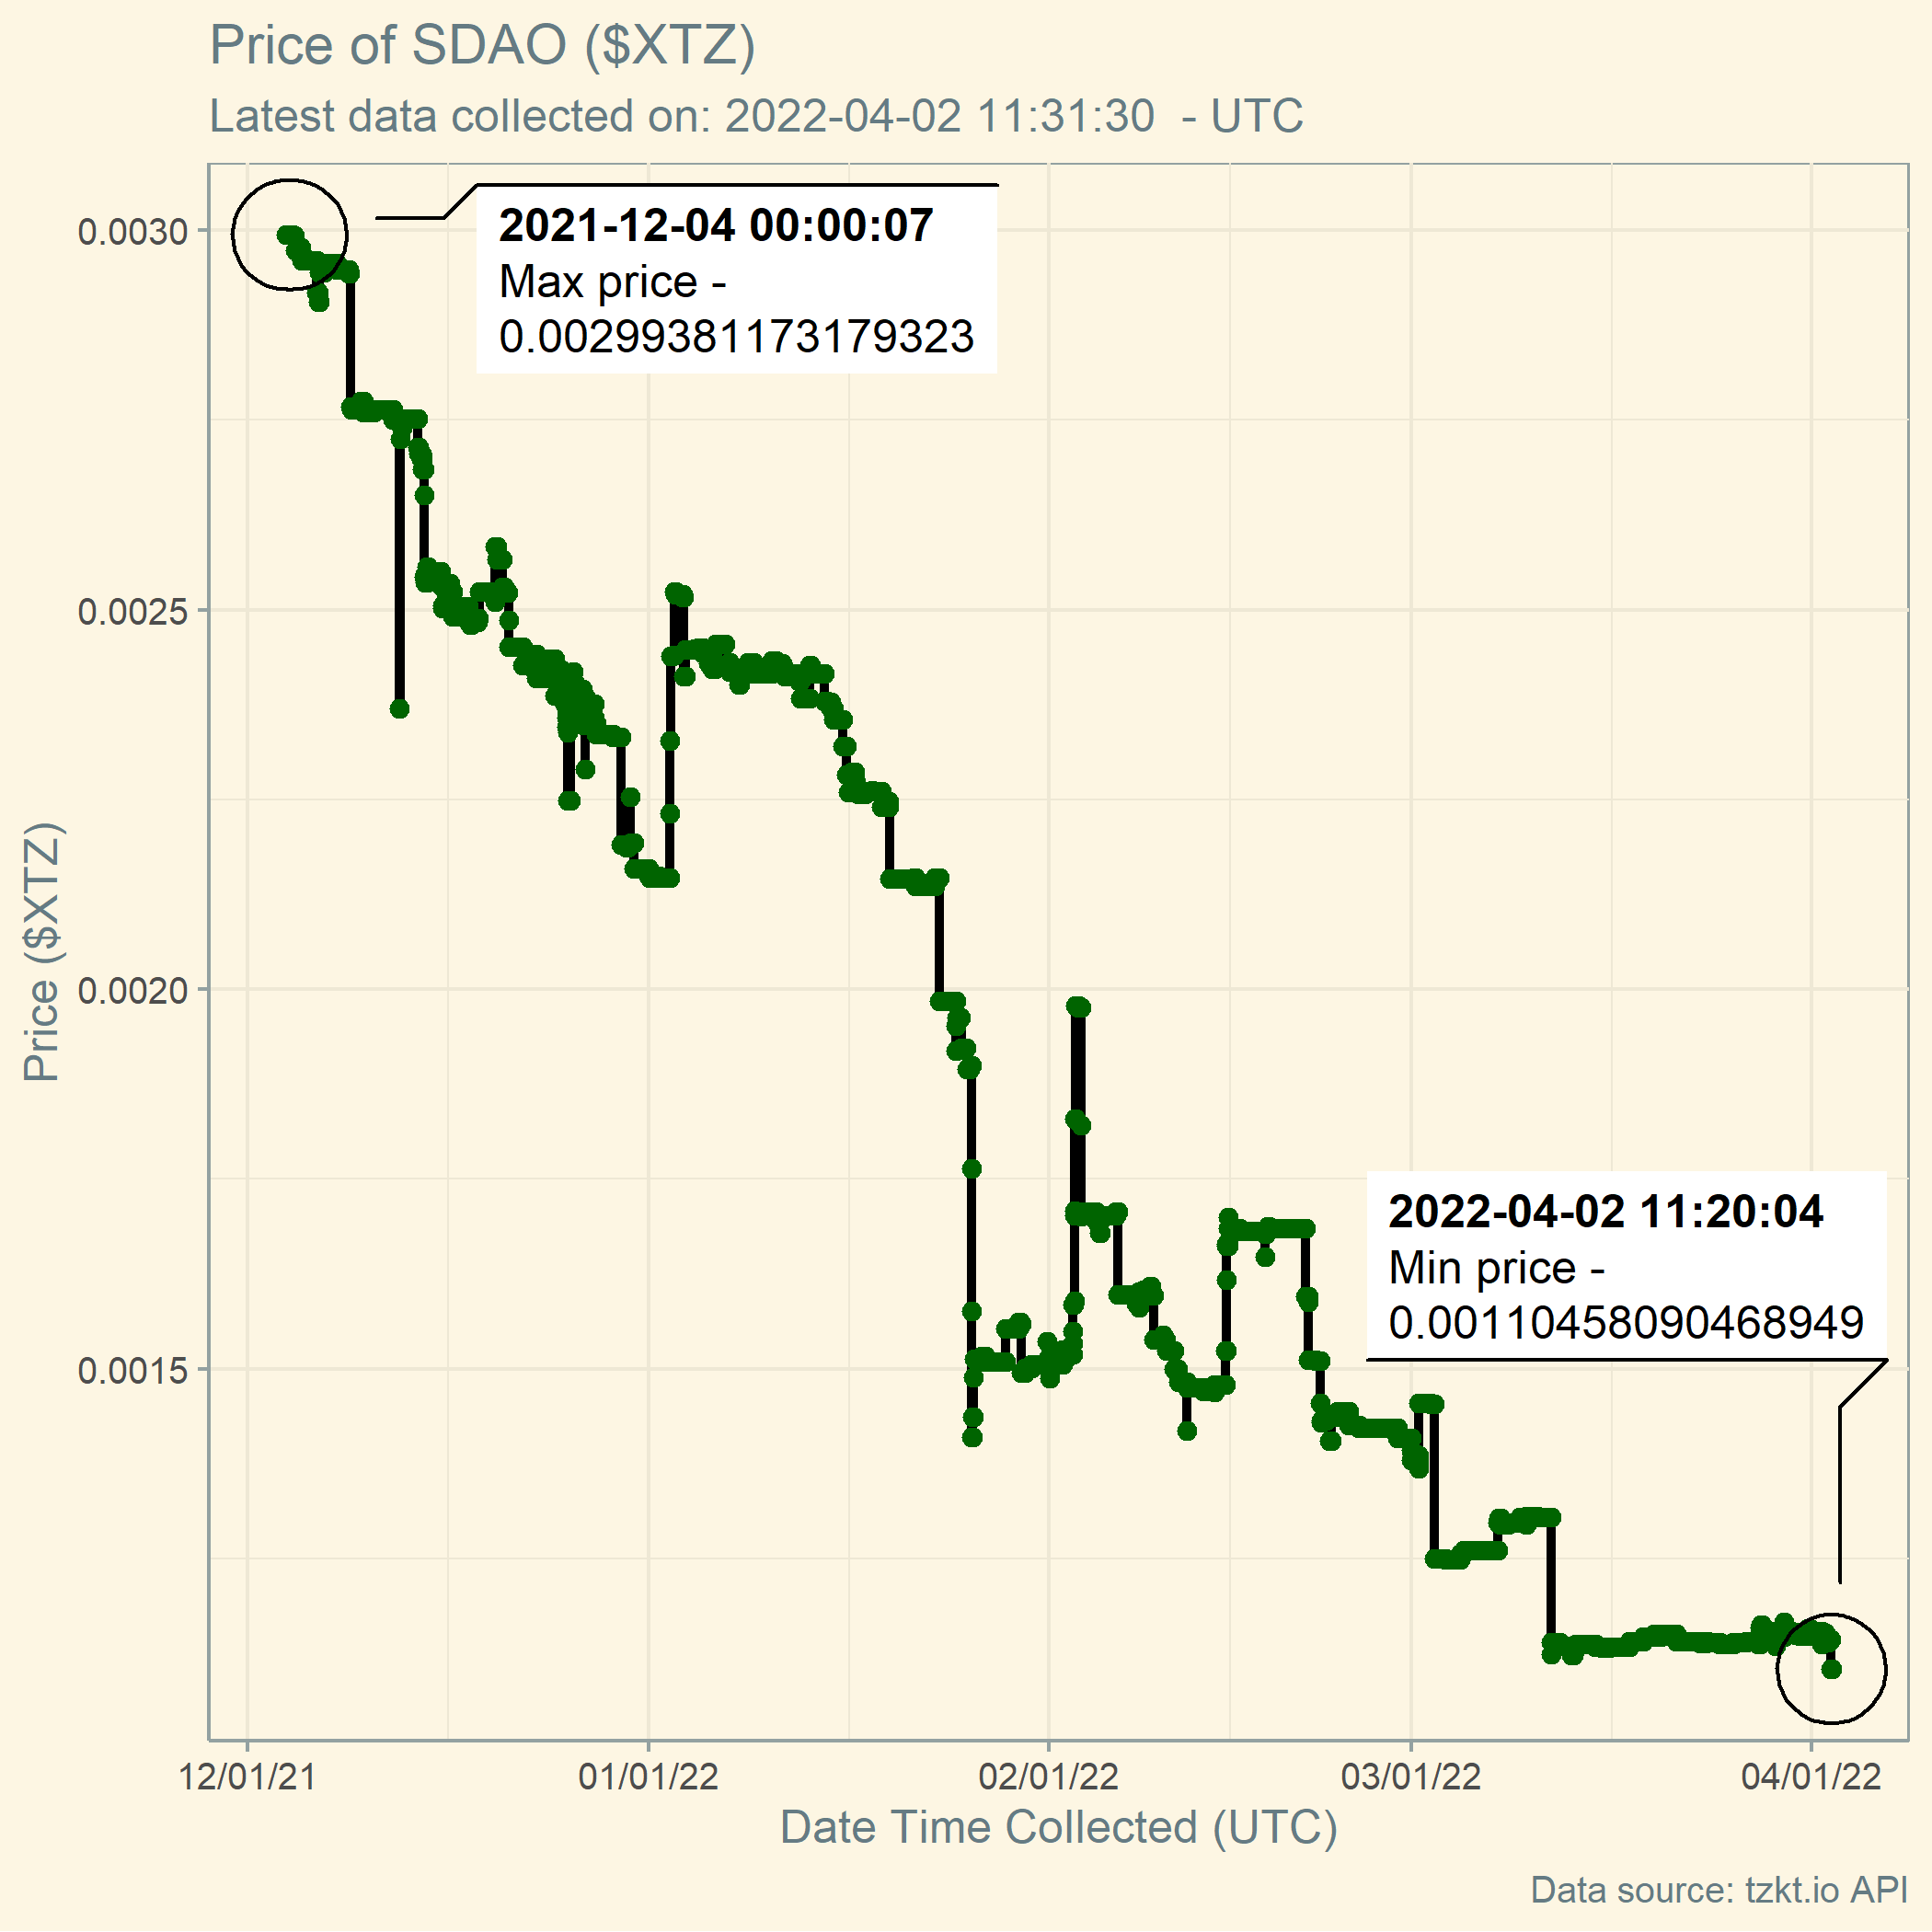 Price of SDAO ($XTZ)
Latest data collected on: 2022-04-02 11:31:30  - UTC
2021-12-04 00:00:07
Max price -
0.00299381173179323
0.0030
0.0025
0.0020
0.0015
Price ($XTZ)
2022-04-02 11:20:04
Min price -
0.00110458090468949
12/01/21
01/01/22
02/01/22
03/01/22
04/01/22
Date Time Collected (UTC)
Data source: tzkt.io API